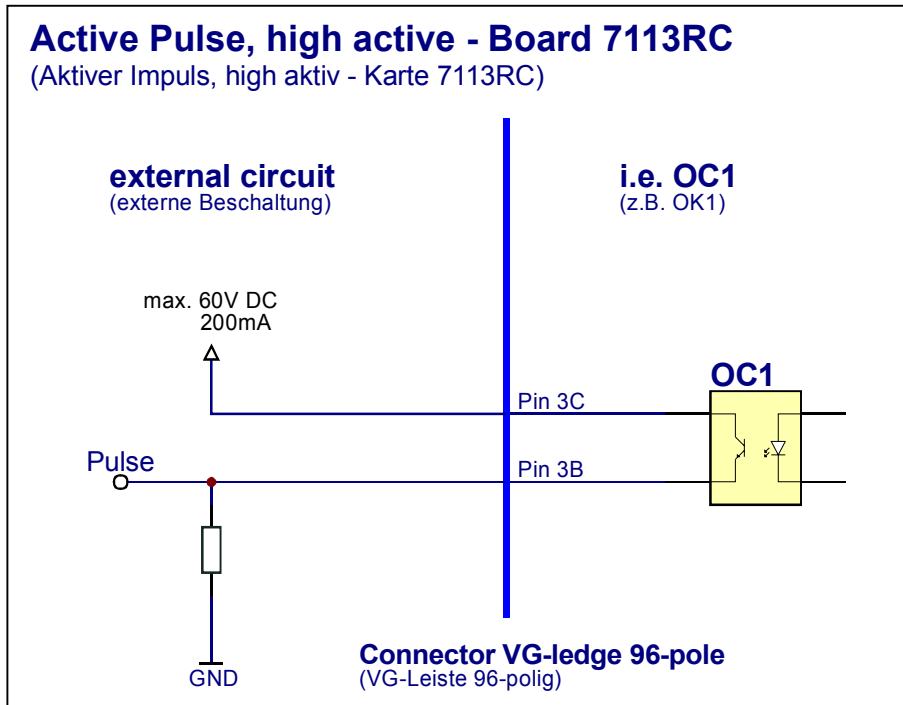 Active Pulse, high active - Board 7113RC
(Aktiver Impuls, high aktiv - Karte 7113RC)
external circuit
(externe Beschaltung)
i.e. OC1
(z.B. OK1)
max. 60V DC
200mA
OC1
Pin 3C
Pulse
Pin 3B
GND
Connector VG-ledge 96-pole
(VG-Leiste 96-polig)